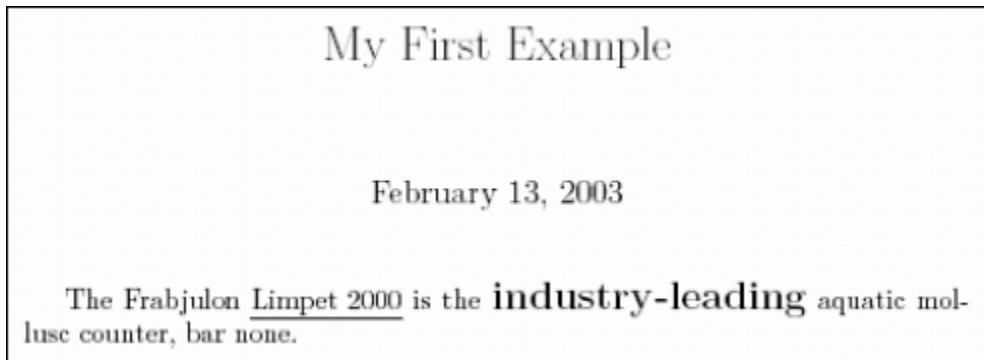 My First Example
February 13, 2003
The Frabjulon Limpet 2000 is the industry-leading aquatic mol-
lusc counter, bar none.